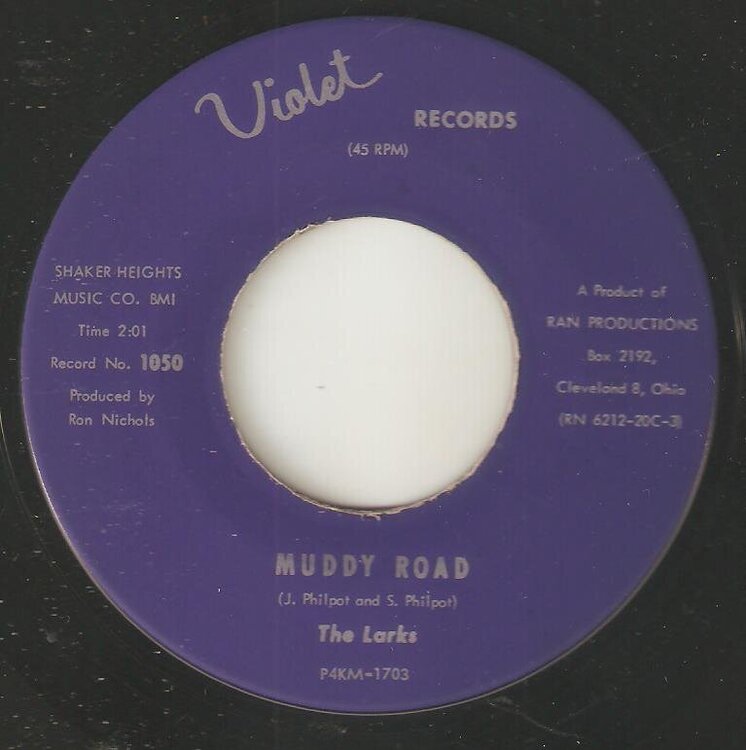 Violet
RECORDS
(45 RPM)
SHAKER HEIGHTS
MUSIC CO. BMI
Time 2:01
Record No. 1050
Produced by
Ron Nichols
A Product of
RAN PRODUCTIONS
Box 2192,
Cleveland 8, Ohio
(RN 6212-20C-3)
MUDDY ROAD
(J. Philpot and S. Philpot)
The Larks
P4KM-1703